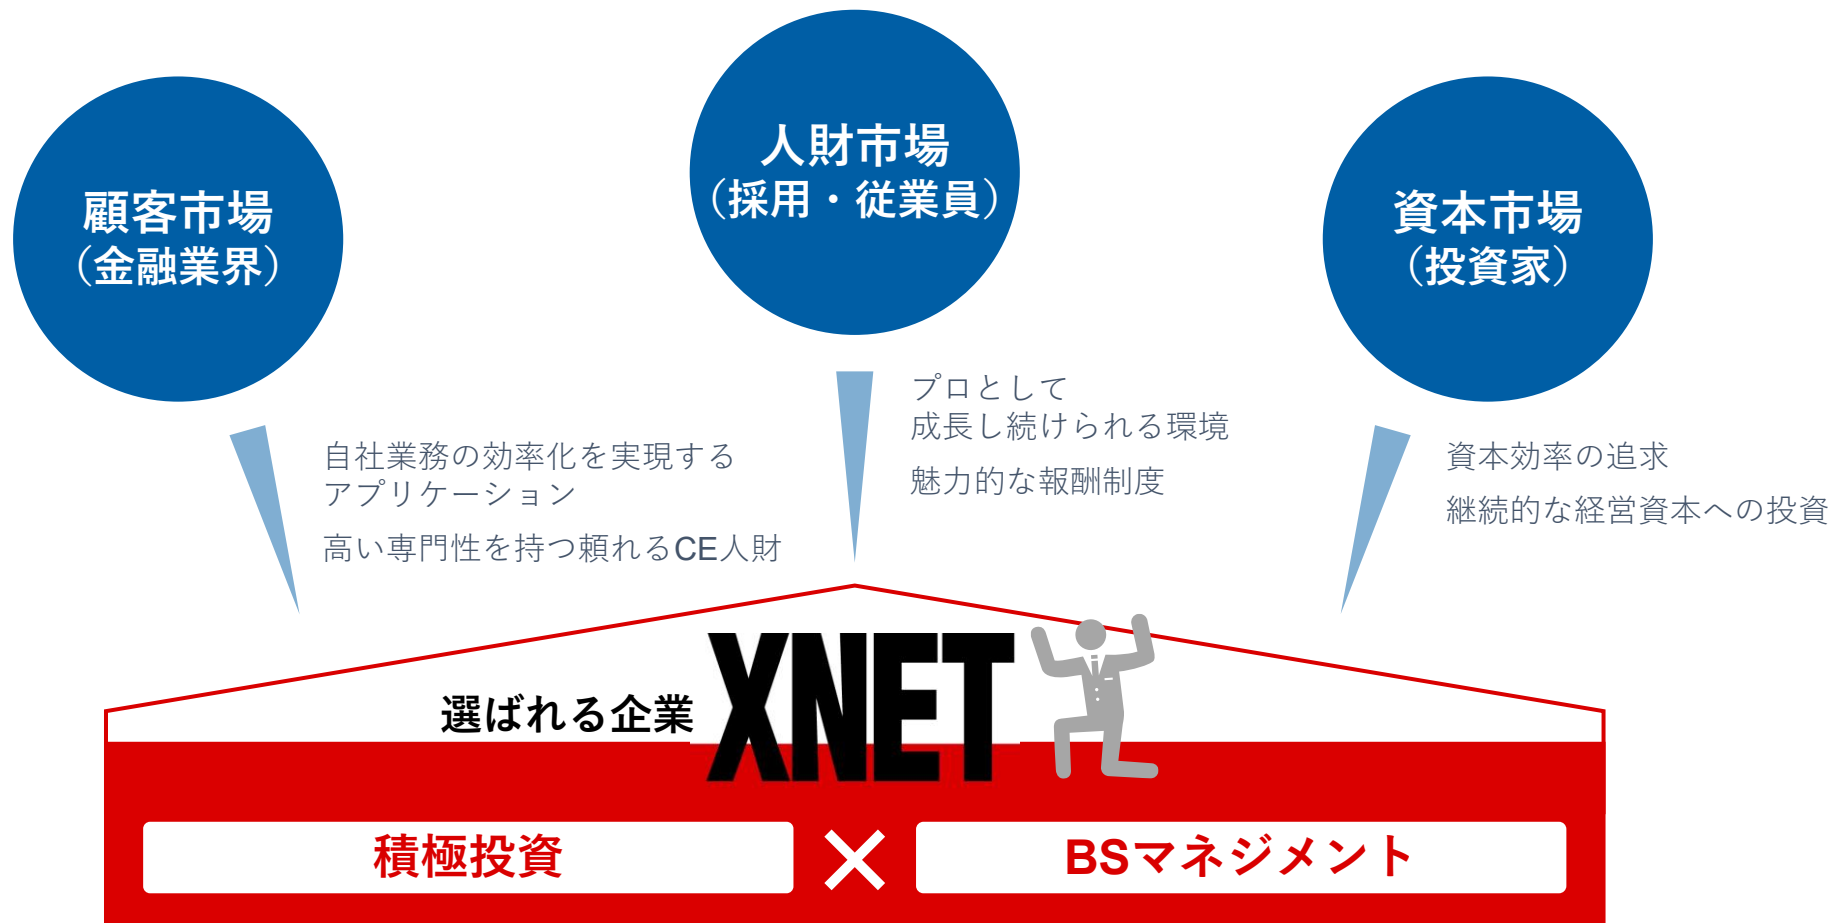 顧客市場
（金融業界）
人財市場
（採用・従業員）
資本市場
（投資家）
自社業務の効率化を実現する
アプリケーション
高い専門性を持つ頼れるCE人財
プロとして
成長し続けられる環境
魅力的な報酬制度
資本効率の追求
継続的な経営資本への投資
選ばれる企業 XNET
積極投資 × BSマネジメント